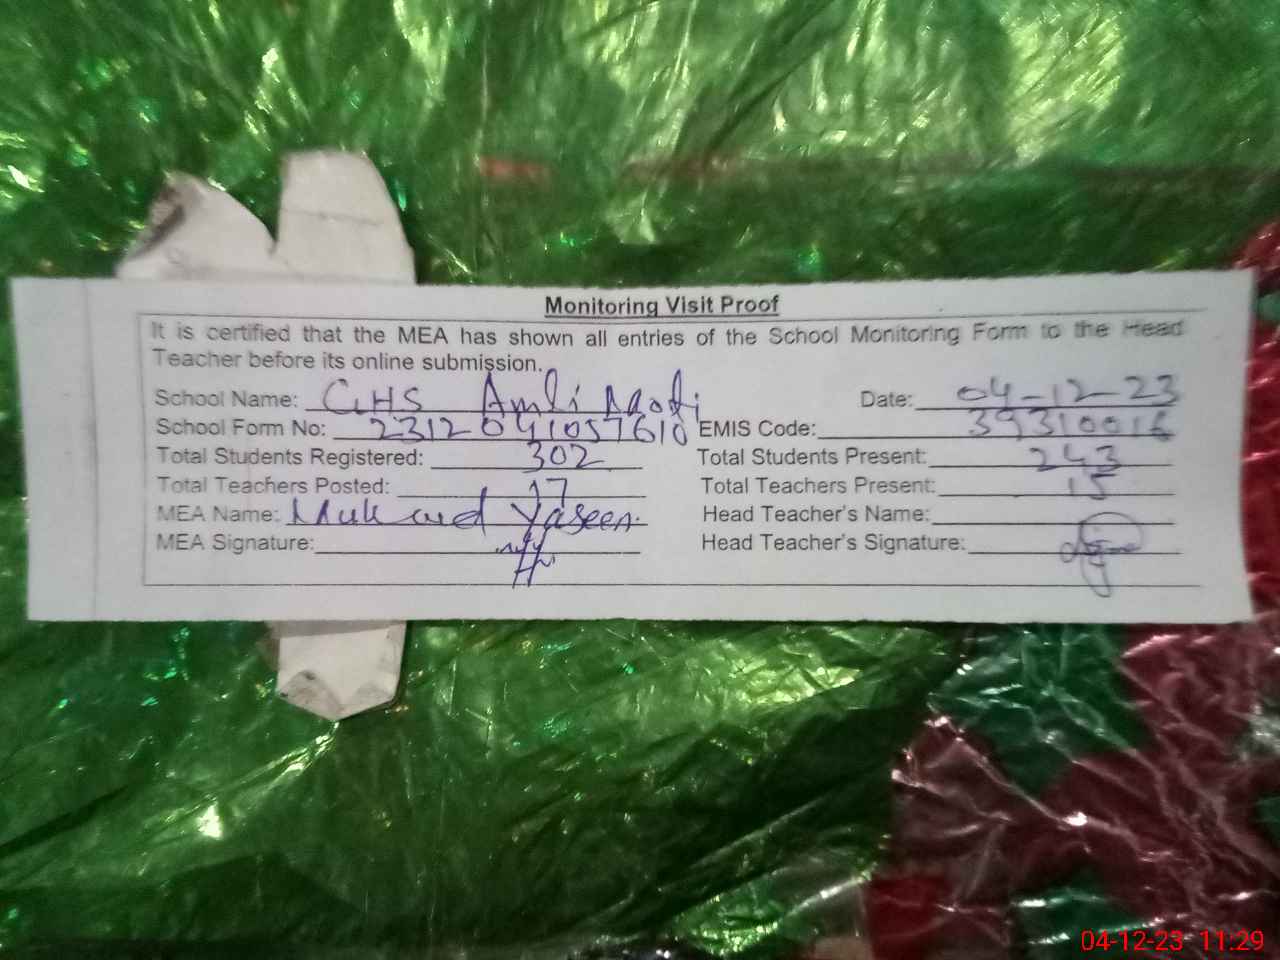 Monitoring Visit Proof
It is certified that the MEA has shown all entries of the School Monitoring Form to the Head
Teacher before its online submission.
School Name: GHS Amli Moti Date: 04-12-23
School Form No: 2312041057610 EMIS Code: 39310016
Total Students Registered: 302 Total Students Present: 243
Total Teachers Posted: 17 Total Teachers Present: 15
MEA Name: Yaseen. Head Teacher's Name:
MEA Signature: Head Teacher's Signature:
04-12-23 11:29